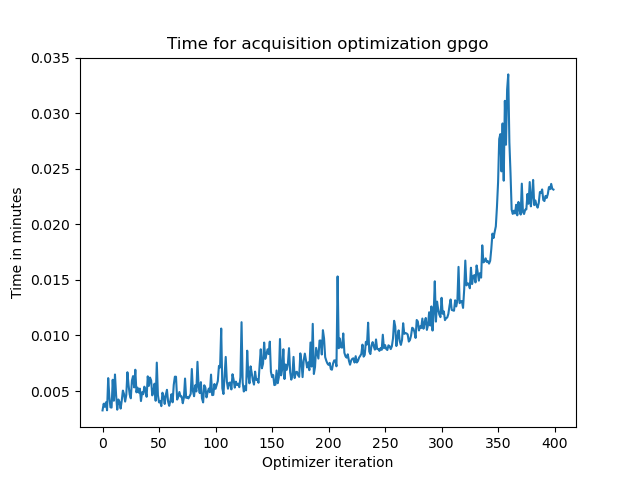 Time for acquisition optimization gpgo
0.035
0.030
0.025
0.020
0.015
0.010
0.005
Time in minutes
0 50 100 150 200 250 300 350 400
Optimizer iteration